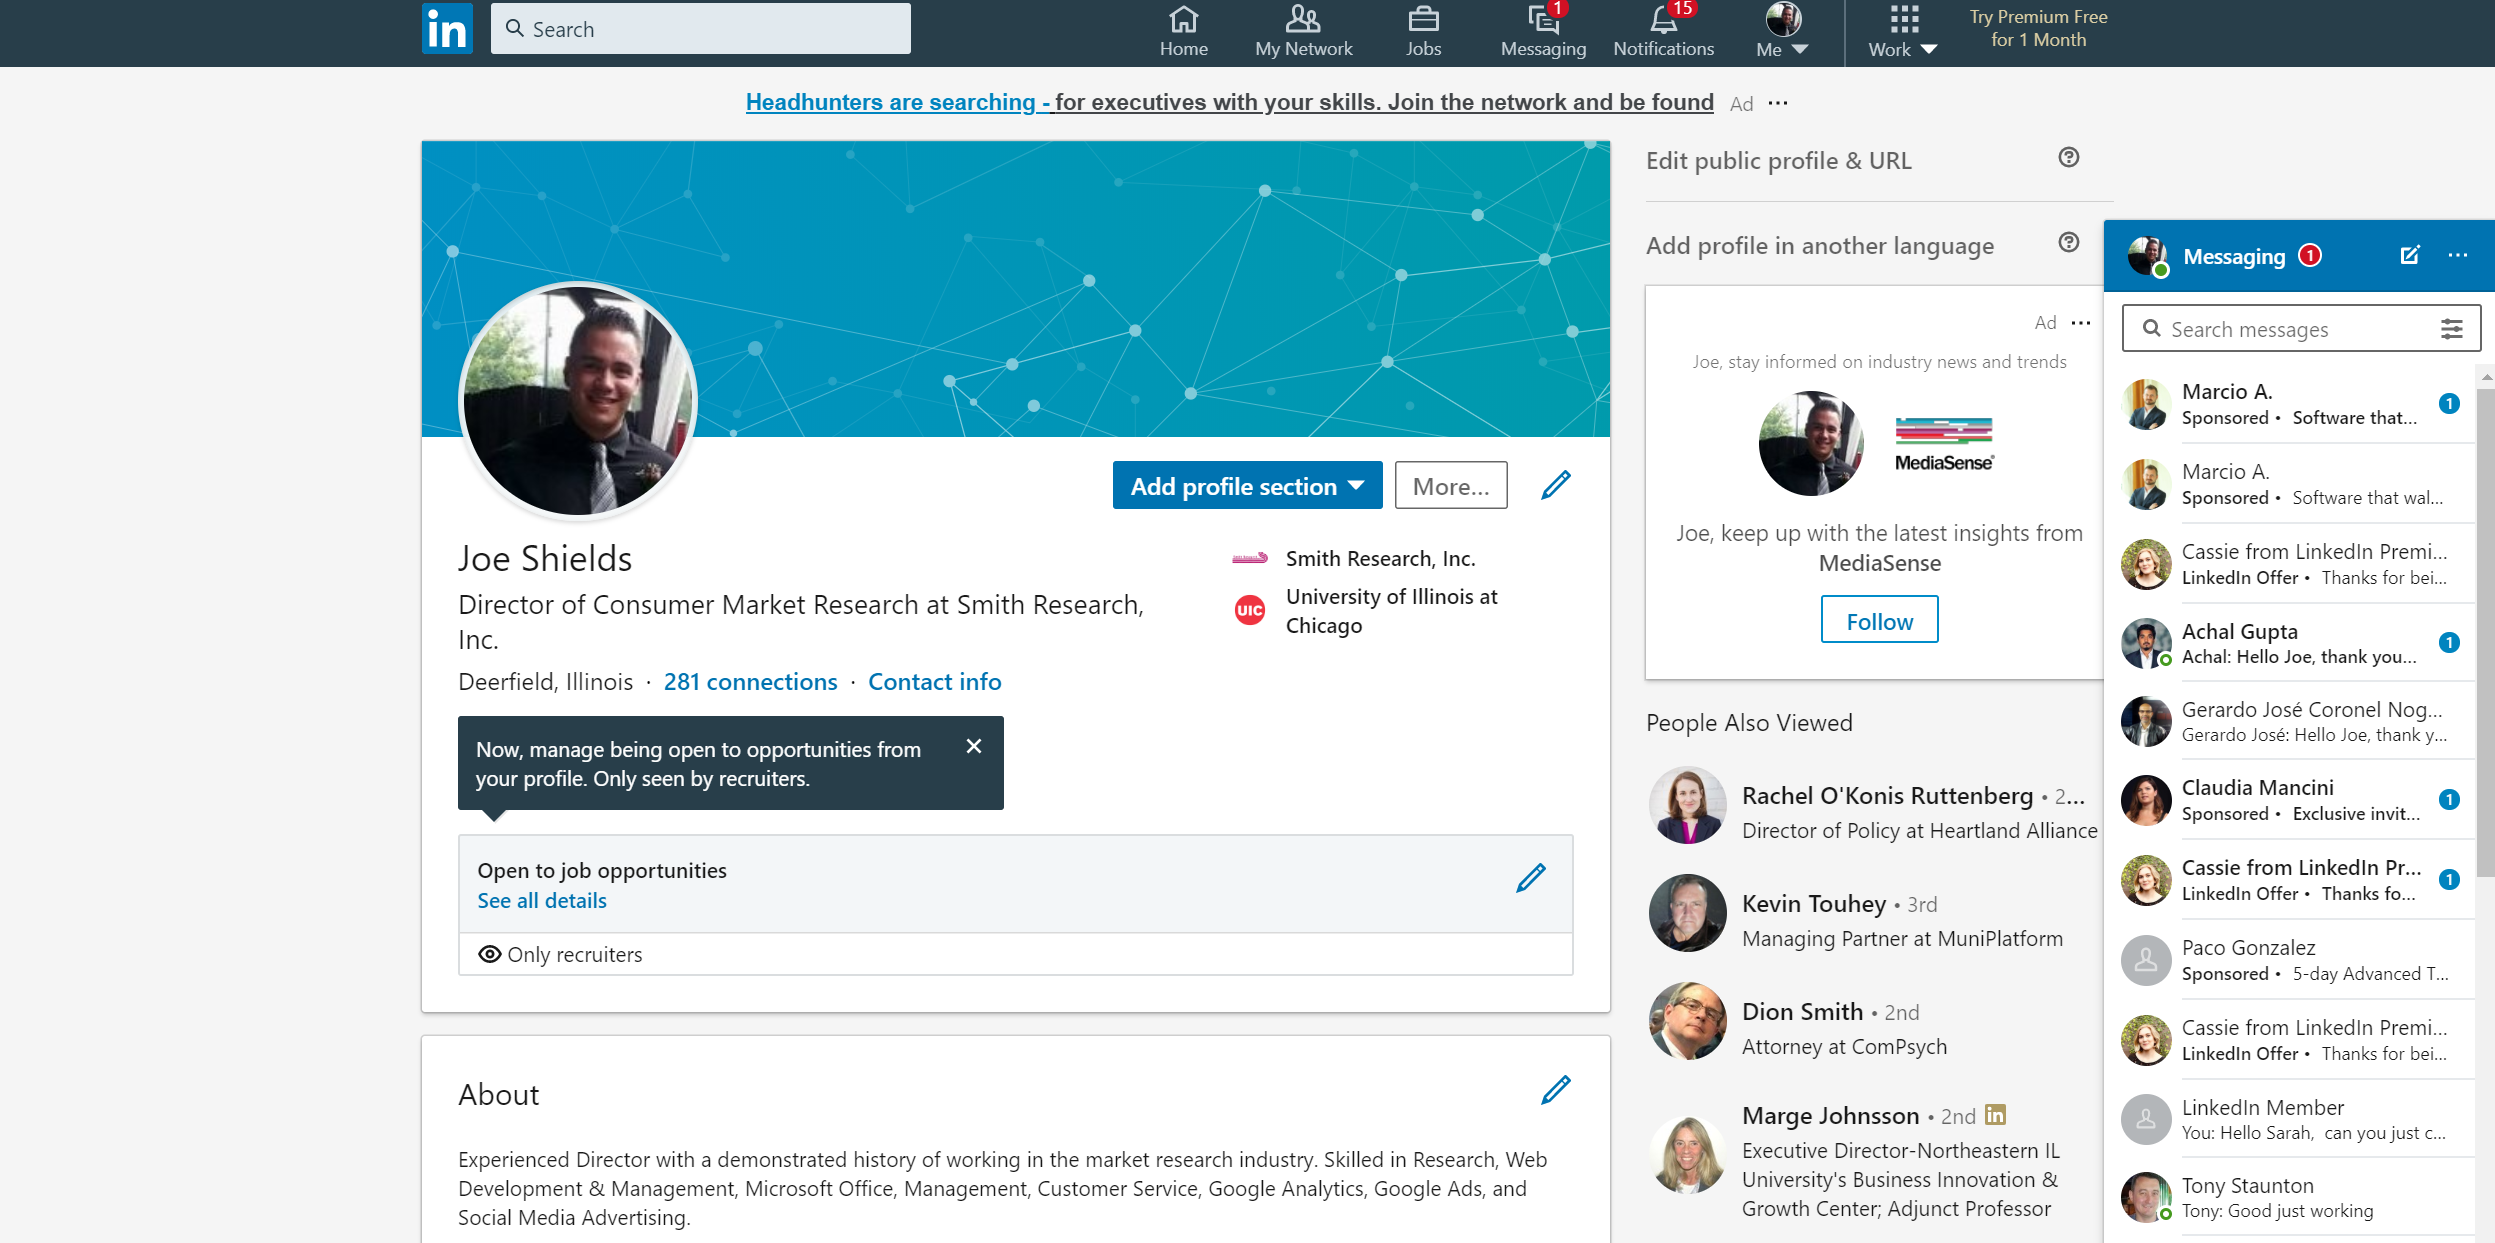 in
Search
Home
My Network
Jobs
1
Messaging
15
Notifications
Me
Work
Try Premium Free
for 1 Month
Headhunters are searching - for executives with your skills. Join the network and be found Ad ...
Add profile section
More...
Joe Shields
Director of Consumer Market Research at Smith Research,
Inc.
Deerfield, Illinois · 281 connections · Contact info
Smith Research, Inc.
UIC
University of Illinois at
Chicago
Now, manage being open to opportunities from
your profile. Only seen by recruiters.
Open to job opportunities
See all details
Only recruiters
About
Experienced Director with a demonstrated history of working in the market research industry. Skilled in Research, Web
Development & Management, Microsoft Office, Management, Customer Service, Google Analytics, Google Ads, and
Social Media Advertising.
Edit public profile & URL
?
Add profile in another language
?
Ad ...
Joe, stay informed on industry news and trends
MediaSense
Joe, keep up with the latest insights from
MediaSense
Follow
People Also Viewed
Rachel O'Konis Ruttenberg • 2...
Director of Policy at Heartland Alliance
Kevin Touhey • 3rd
Managing Partner at MuniPlatform
Dion Smith • 2nd
Attorney at ComPsych
Marge Johnsson • 2nd in
Executive Director-Northeastern IL
University's Business Innovation &
Growth Center; Adjunct Professor
Messaging 1 ...
Search messages
Marcio A.
Sponsored • Software that...
1
Marcio A.
Sponsored • Software that wal...
Cassie from LinkedIn Premi...
LinkedIn Offer • Thanks for bei...
Achal Gupta
Achal: Hello Joe, thank you...
1
Gerardo José Coronel Nog...
Gerardo José: Hello Joe, thank y...
Claudia Mancini
Sponsored • Exclusive invit...
1
Cassie from LinkedIn Pr...
LinkedIn Offer • Thanks fo...
1
Paco Gonzalez
Sponsored • 5-day Advanced T...
Cassie from LinkedIn Premi...
LinkedIn Offer • Thanks for bei...
LinkedIn Member
You: Hello Sarah, can you just c...
Tony Staunton
Tony: Good just working